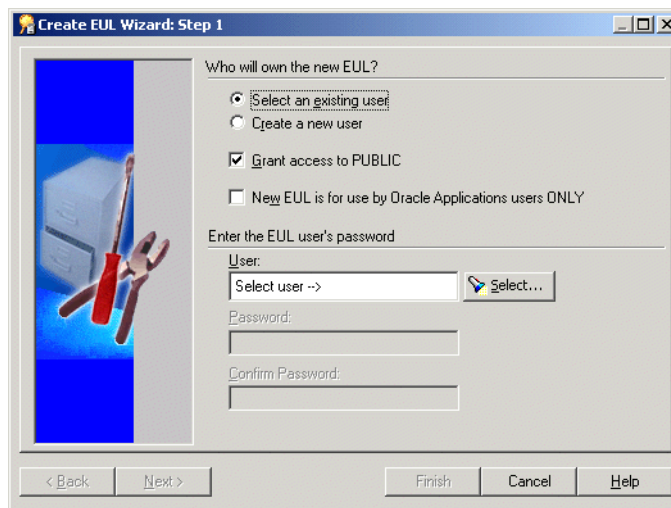 Create EUL Wizard: Step 1
Who will own the new EUL?
Select an existing user
Create a new user
Grant access to PUBLIC
New EUL is for use by Oracle Applications users ONLY
Enter the EUL user's password
User:
Select user -->
Select...
Password:
Confirm Password:
< Back
Next >
Finish
Cancel
Help